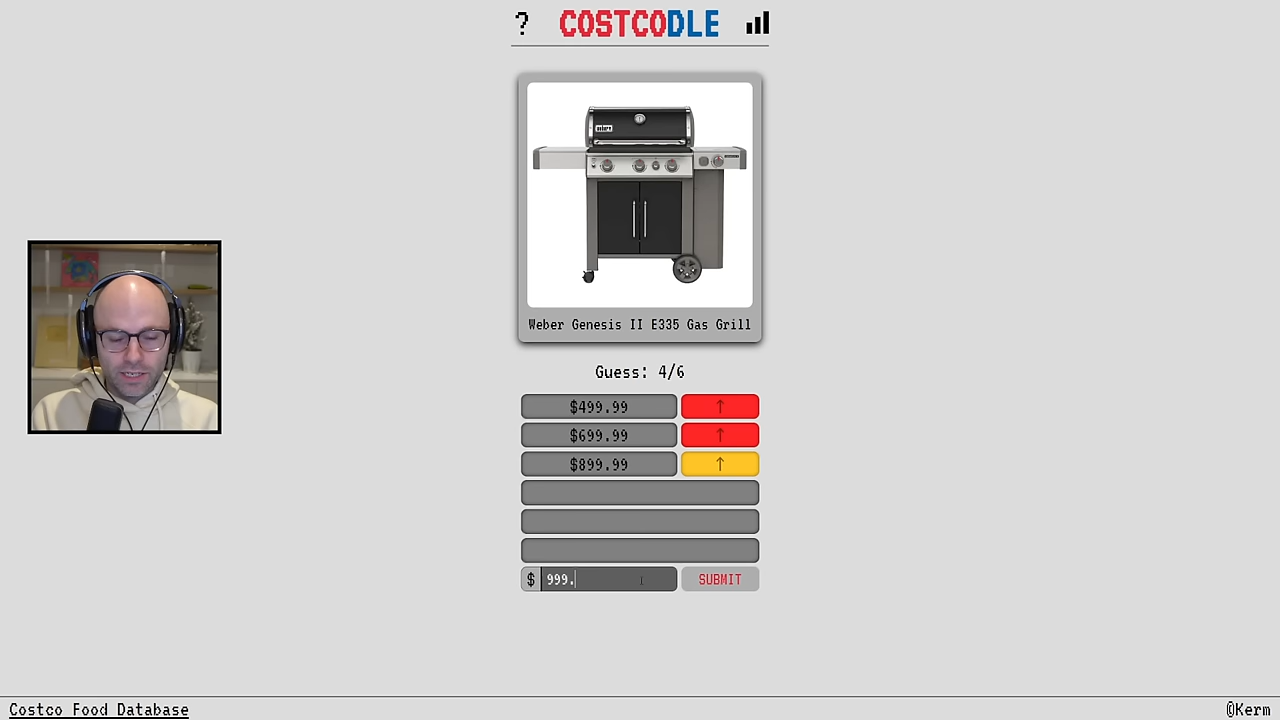 ?
COSTCODLE
Weber Genesis II E335 Gas Grill
Guess: 4/6
$499.99 ↑
$699.99 ↑
$899.99 ↑
$ 999. SUBMIT
Costco Food Database
@Kerm